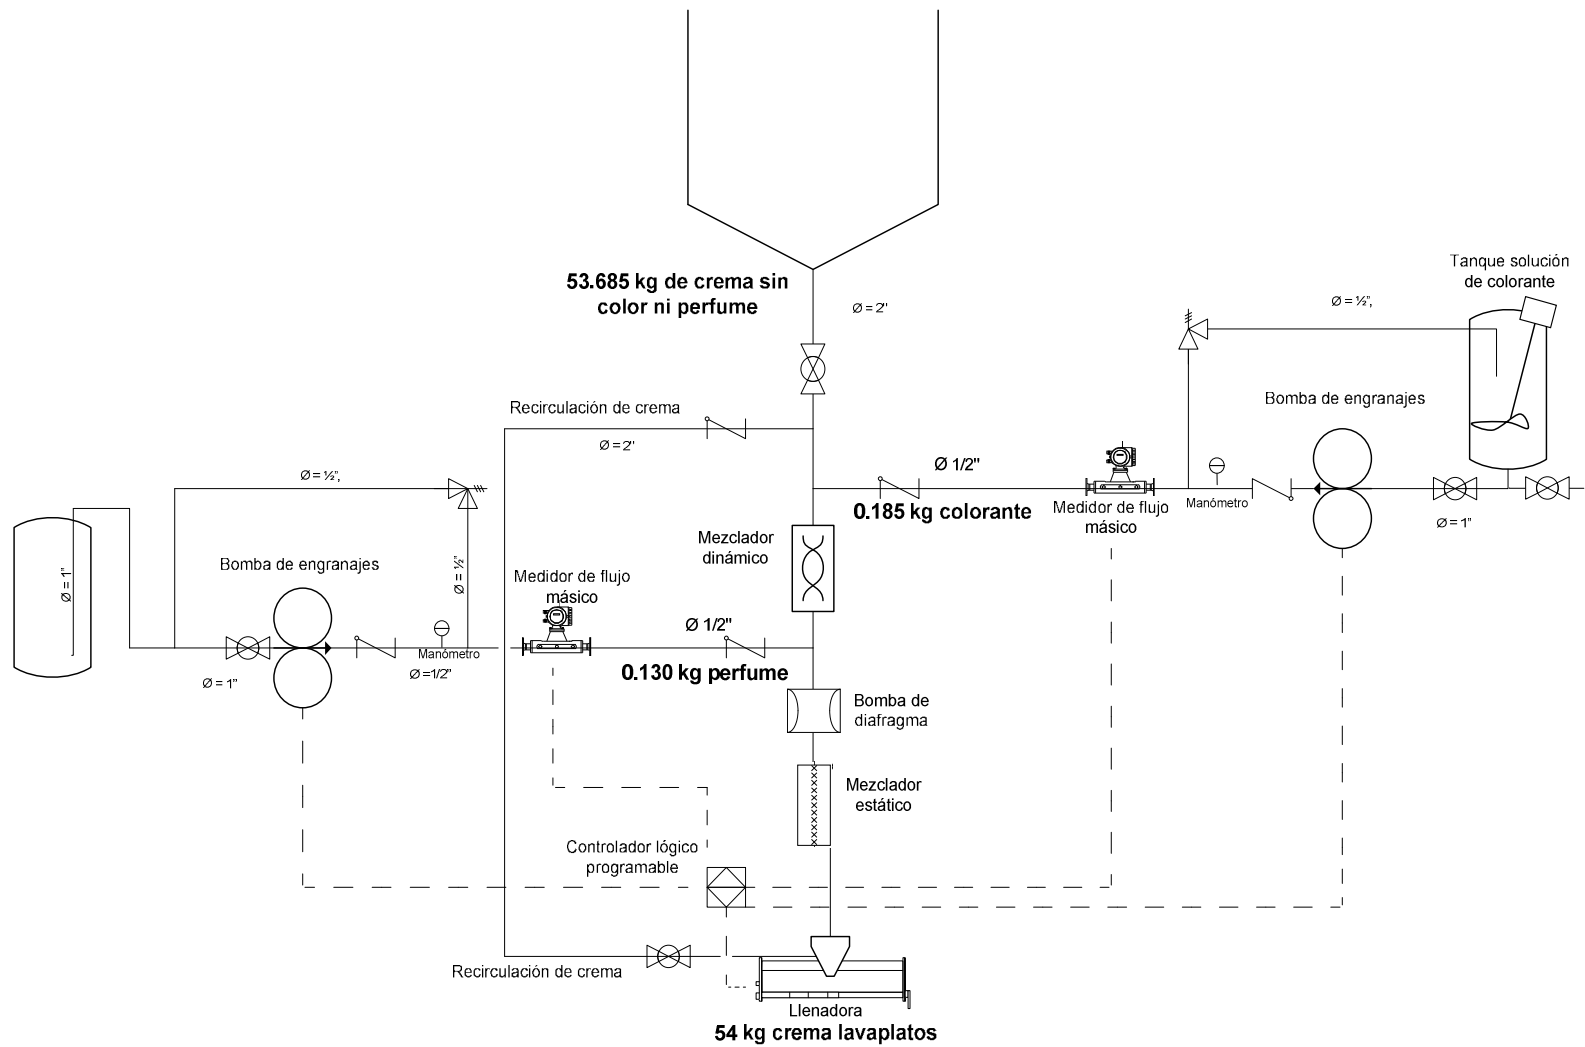 53.685 kg de crema sin
color ni perfume
Ø = 2"
Tanque solución
de colorante
Ø = ½",
Recirculación de crema
Ø = 2"
Bomba de engranajes
Ø 1/2"
0.185 kg colorante
Medidor de flujo
másico
Manómetro
Ø = 1"
Ø = ½",
Mezclador
dinámico
Bomba de engranajes
Ø = 1"
Ø = ½"
Medidor de flujo
másico
Ø 1/2"
Manómetro
Ø =1/2"
Ø = 1"
0.130 kg perfume
Bomba de
diafragma
Mezclador
estático
Controlador lógico
programable
Recirculación de crema
Llenadora
54 kg crema lavaplatos